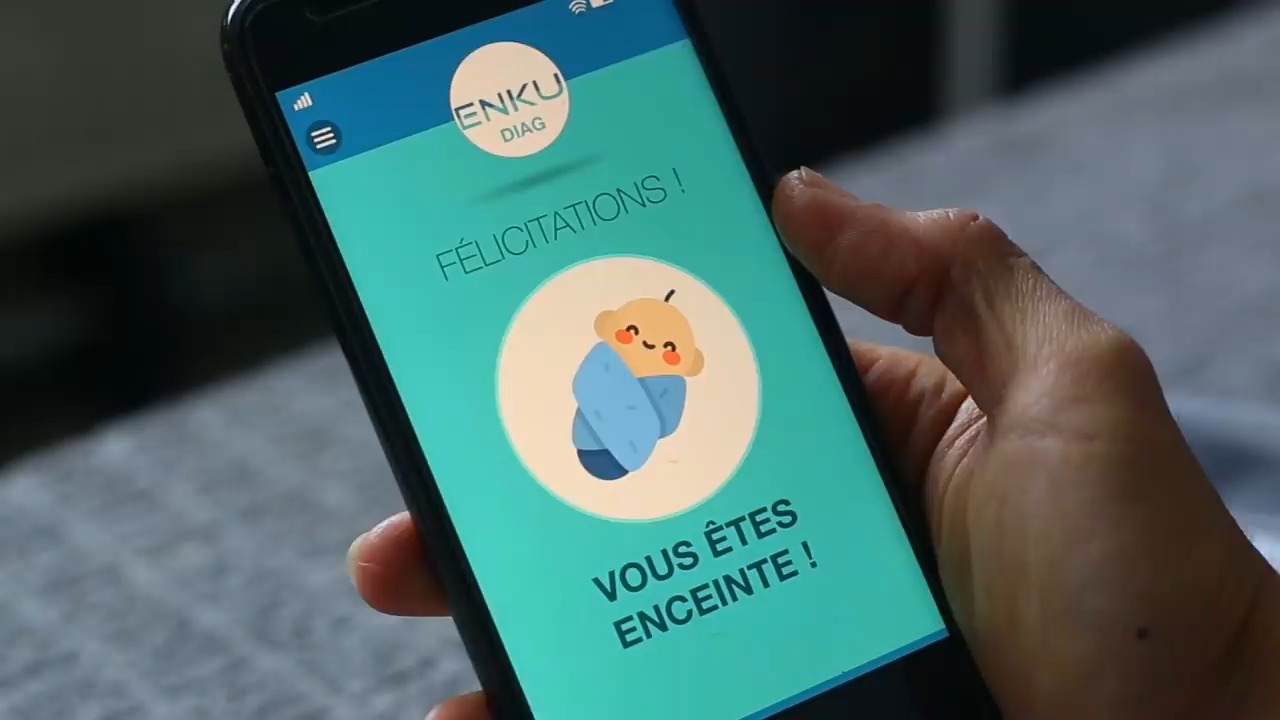 ENKU
DIAG
FÉLICITATIONS !
VOUS ÊTES
ENCEINTE !